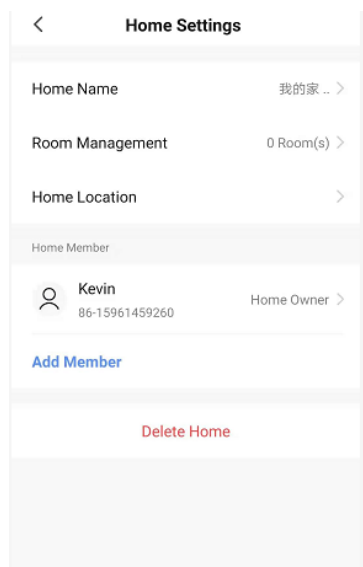 Home Settings
Home Name 我的家 ..
Room Management 0 Room(s)
Home Location
Home Member
Kevin
86-15961459260
Home Owner
Add Member
Delete Home